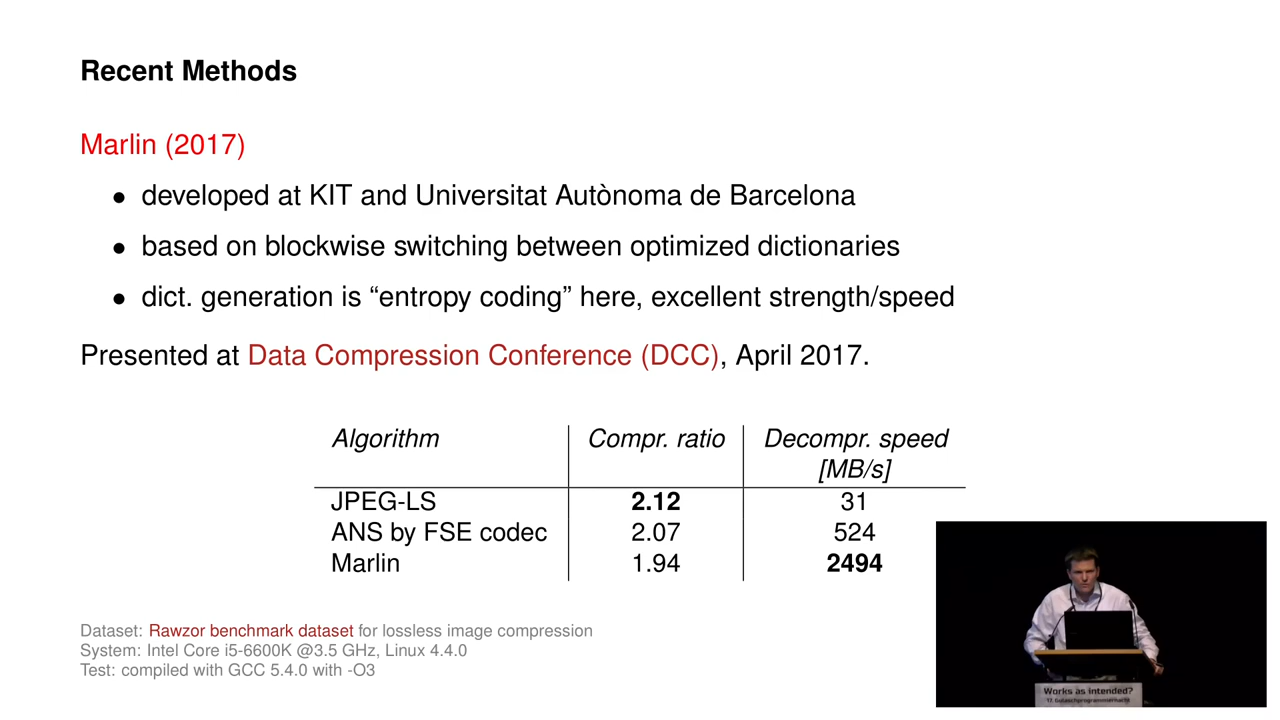 Recent Methods
Marlin (2017)
• developed at KIT and Universitat Autònoma de Barcelona
• based on blockwise switching between optimized dictionaries
• dict. generation is “entropy coding” here, excellent strength/speed
Presented at Data Compression Conference (DCC), April 2017.
Algorithm Compr. ratio Decompr. speed
[MB/s]
JPEG-LS 2.12 31
ANS by FSE codec 2.07 524
Marlin 1.94 2494
Dataset: Rawzor benchmark dataset for lossless image compression
System: Intel Core i5-6600K @3.5 GHz, Linux 4.4.0
Test: compiled with GCC 5.4.0 with -O3
Works as intended?
17. Gulaschprogrammiernacht